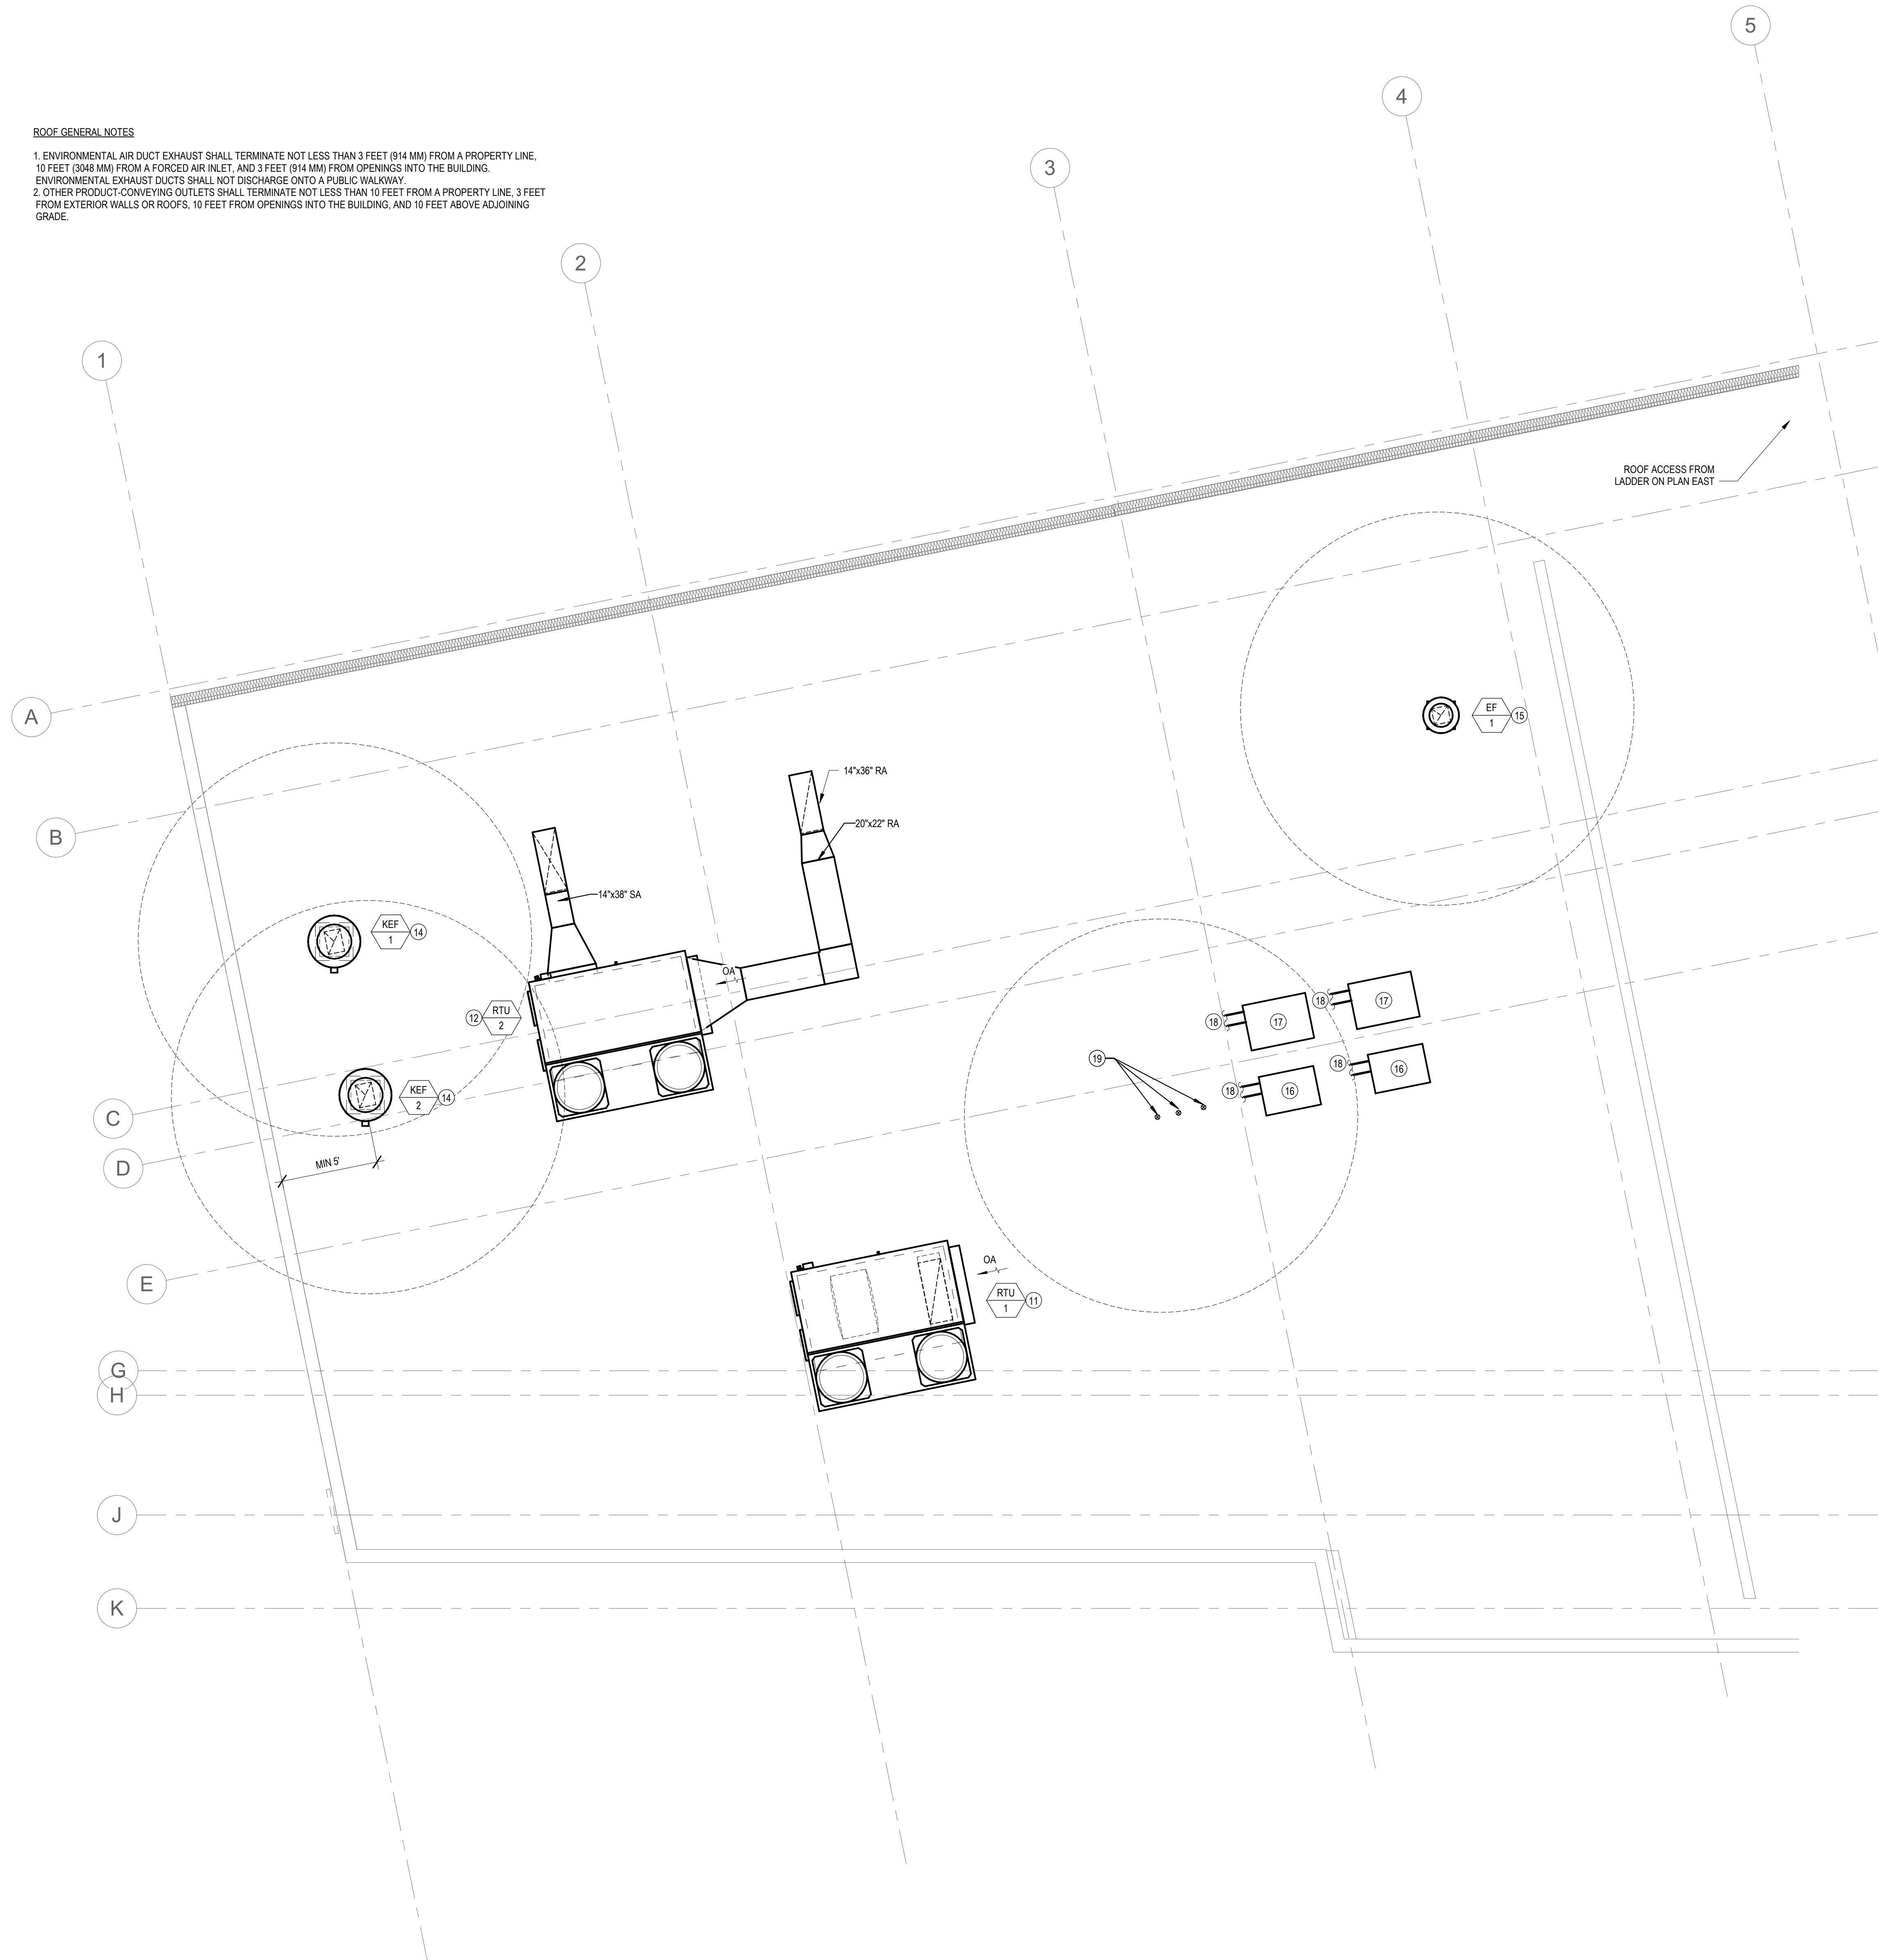 5
4
ROOF GENERAL NOTES
1. ENVIRONMENTAL AIR DUCT EXHAUST SHALL TERMINATE NOT LESS THAN 3 FEET (914 MM) FROM A PROPERTY LINE,
10 FEET (3048 MM) FROM A FORCED AIR INLET, AND 3 FEET (914 MM) FROM OPENINGS INTO THE BUILDING.
ENVIRONMENTAL EXHAUST DUCTS SHALL NOT DISCHARGE ONTO A PUBLIC WALKWAY.
2. OTHER PRODUCT-CONVEYING OUTLETS SHALL TERMINATE NOT LESS THAN 10 FEET FROM A PROPERTY LINE, 3 FEET
FROM EXTERIOR WALLS OR ROOFS, 10 FEET FROM OPENINGS INTO THE BUILDING, AND 10 FEET ABOVE ADJOINING
GRADE.
3
2
1
ROOF ACCESS FROM
LADDER ON PLAN EAST
A
EF
1
15
14"x36" RA
20"x22" RA
B
14"x38" SA
KEF
1
14
OA
12
RTU
2
18
17
18
17
19
18
16
18
16
KEF
2
14
C
D
MIN 5'
E
OA
RTU
1
11
G
H
J
K